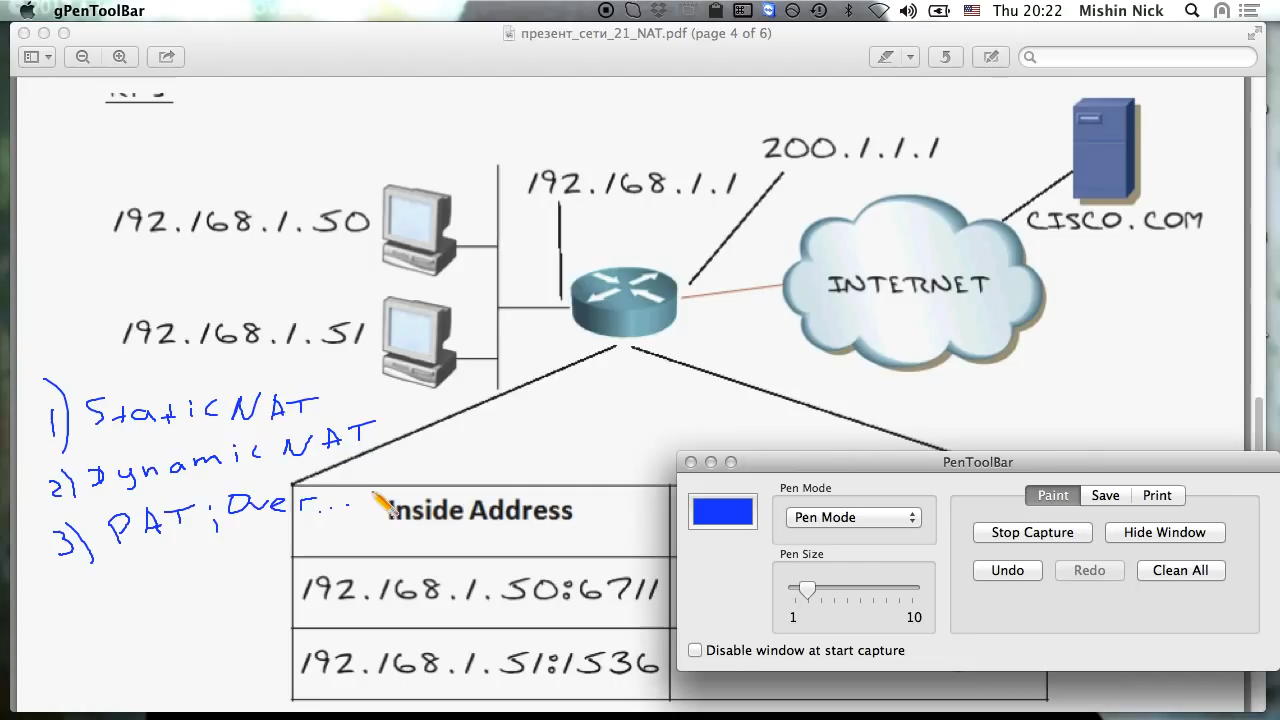 gPenToolBar
Thu 20:22 Mishin Nick
презент_сети_21_NAT.pdf (page 4 of 6)
200.1.1.1
192.168.1.1
192.168.1.50
CISCO.COM
INTERNET
192.168.1.51
1) Static NAT
2) Dynamic NAT
3) PAT; Over...
Inside Address
192.168.1.50:6711
192.168.1.51:1536
PenToolBar
Pen Mode
Pen Mode
Pen Size
1 10
Paint Save Print
Stop Capture Hide Window
Undo Redo Clean All
Disable window at start capture